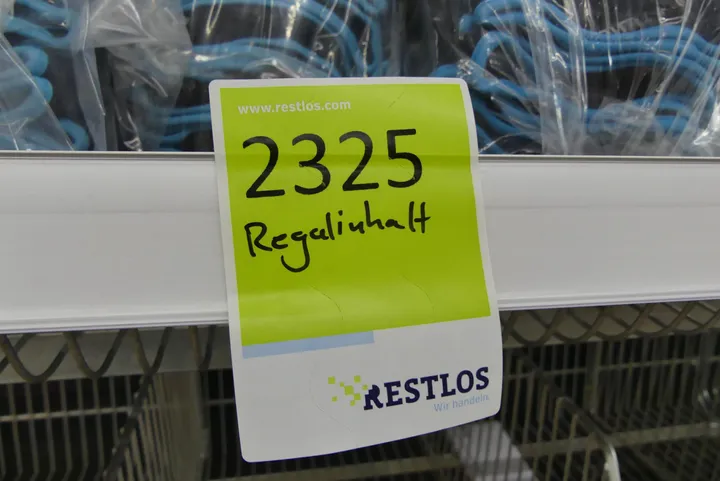 www.restlos.com
2325
Regalinhalt
RESTLOS
Wir handeln